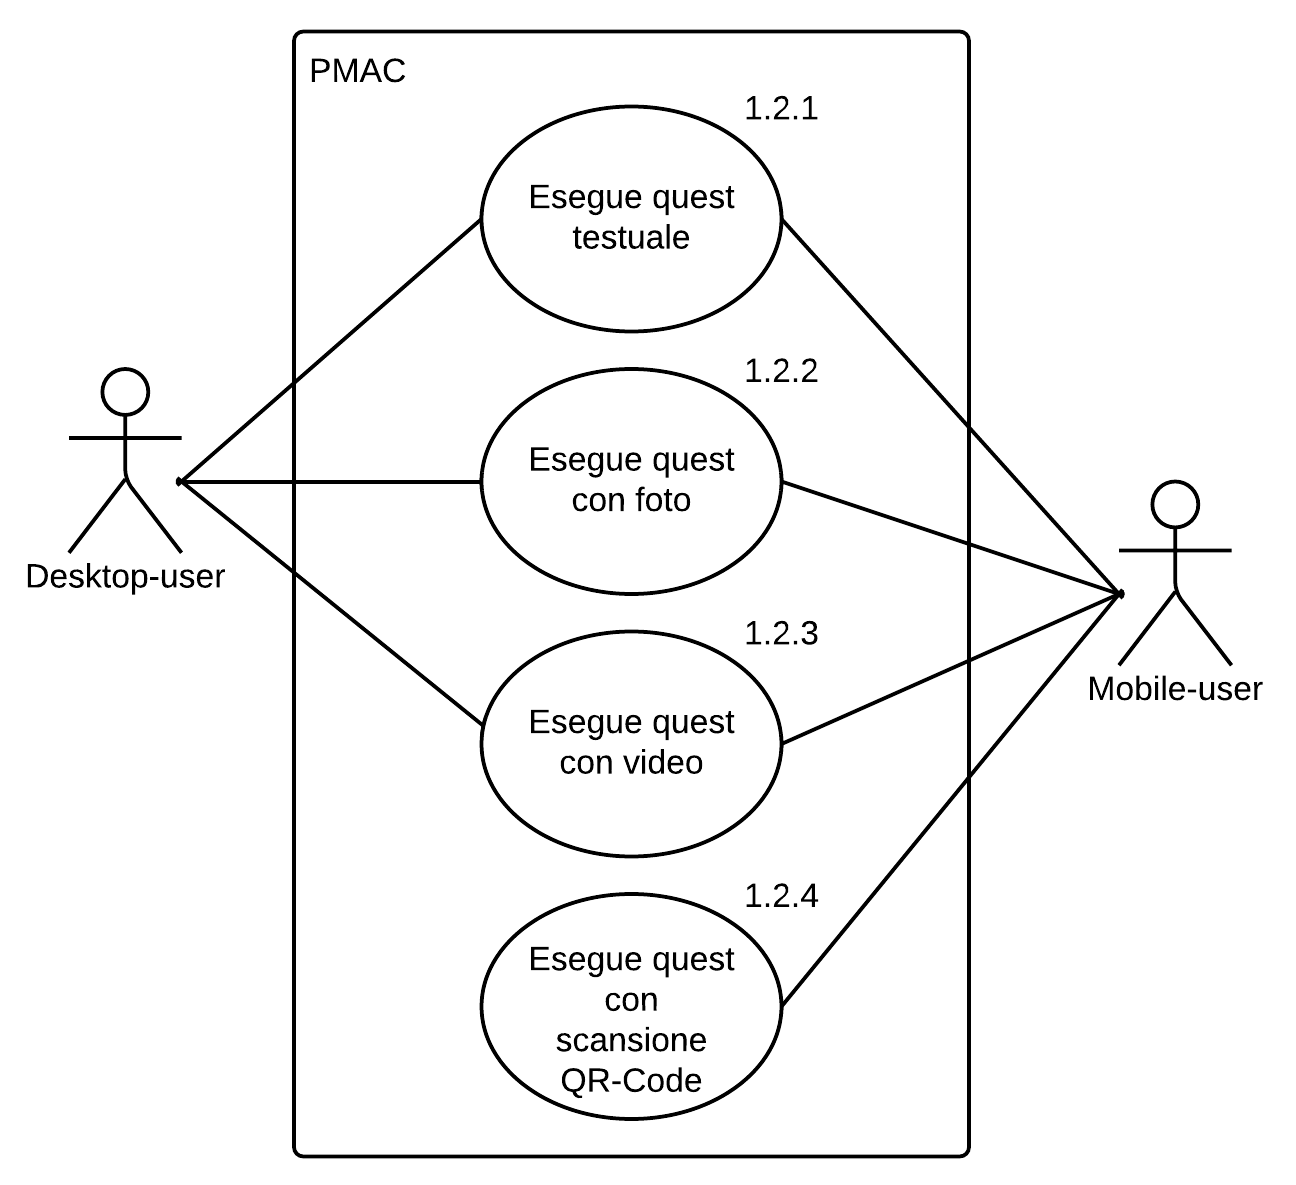 PMAC
1.2.1
Esegue quest
testuale
1.2.2
Esegue quest
con foto
Desktop-user
1.2.3
Mobile-user
Esegue quest
con video
1.2.4
Esegue quest
con
scansione
QR-Code